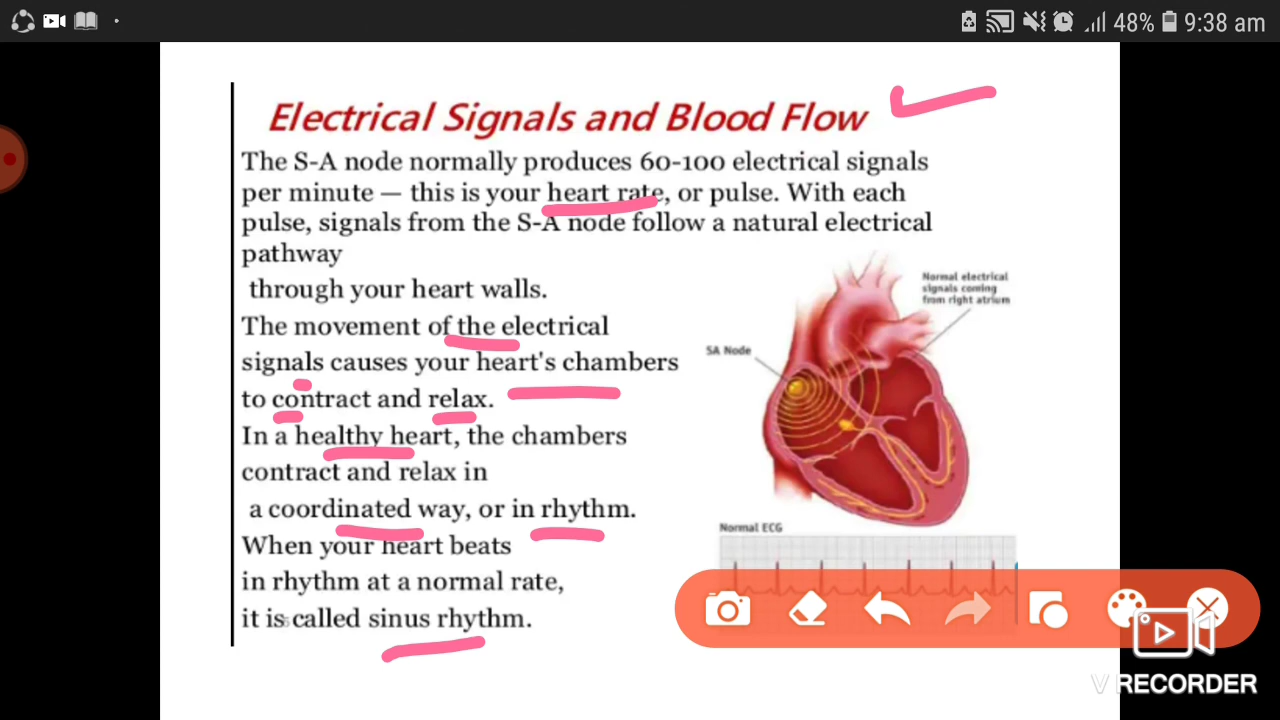 48% 9:38 am
Electrical Signals and Blood Flow
The S-A node normally produces 60-100 electrical signals
per minute — this is your heart rate, or pulse. With each
pulse, signals from the S-A node follow a natural electrical
pathway
through your heart walls.
The movement of the electrical
signals causes your heart's chambers
to contract and relax.
In a healthy heart, the chambers
contract and relax in
a coordinated way, or in rhythm.
When your heart beats
in rhythm at a normal rate,
it is called sinus rhythm.
Normal electrical
signals coming
from right atrium
SA Node
Normal ECG
V RECORDER